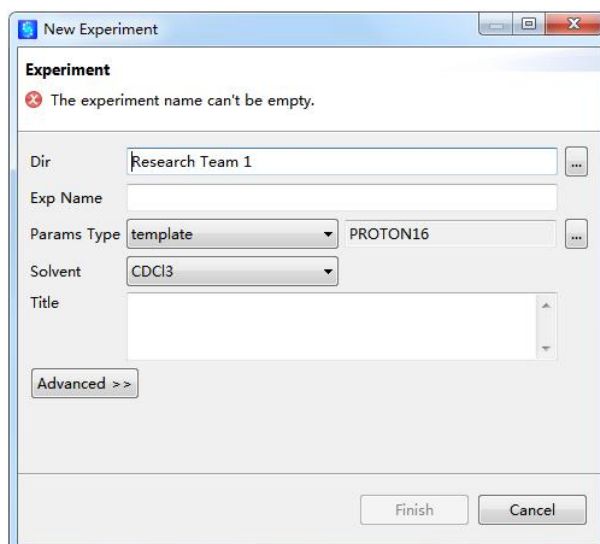 New Experiment
Experiment
The experiment name can't be empty.
Dir Research Team 1 ...
Exp Name
Params Type template PROTON16 ...
Solvent CDCl3
Title
Advanced >>
Finish Cancel